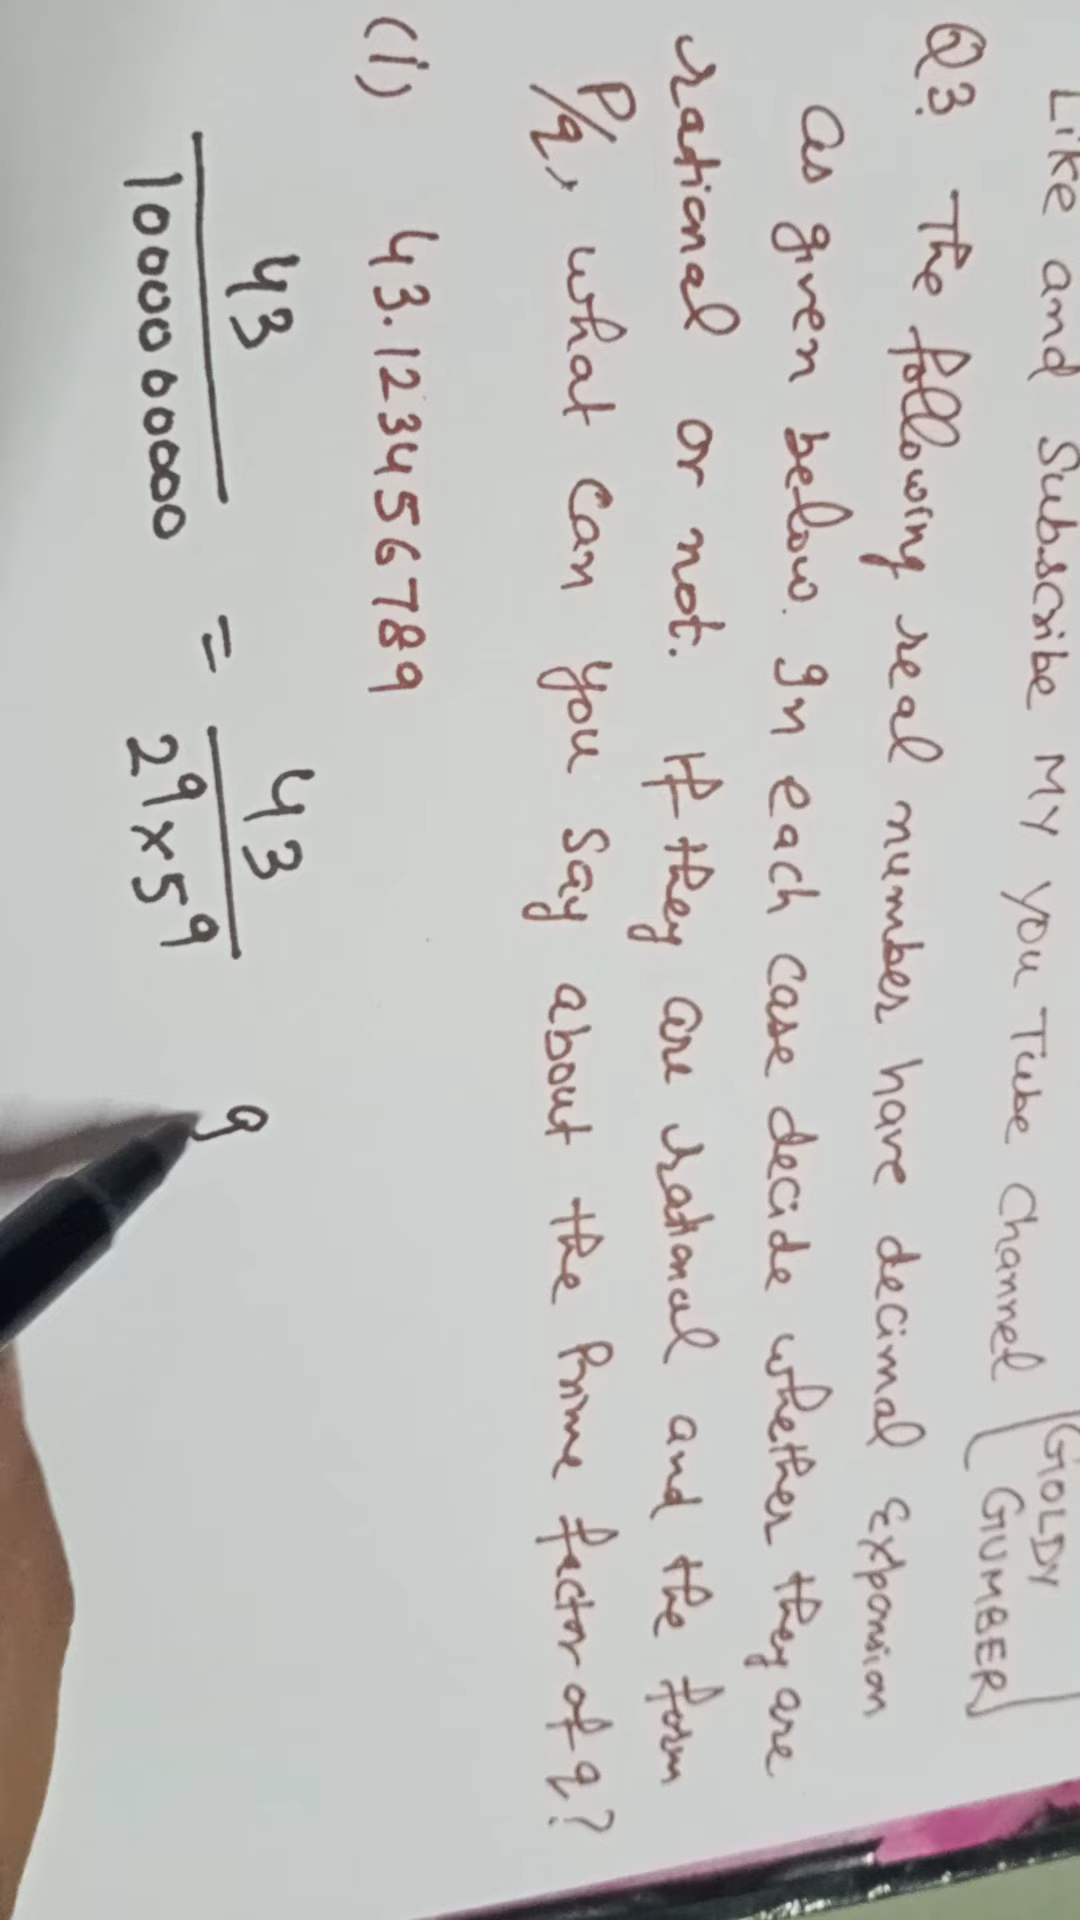 Like and Subscribe MY you Tube Channel [GOLDY GUMBER]
Q3. The following real number have decimal Expansion
as given below. In each case decide whether they are
rational or not. If they are rational and the form
P/q, what can you say about the Prime factor of q?
(i) 43.123456789
43/1000000000 = 43/2⁹×5⁹ 9